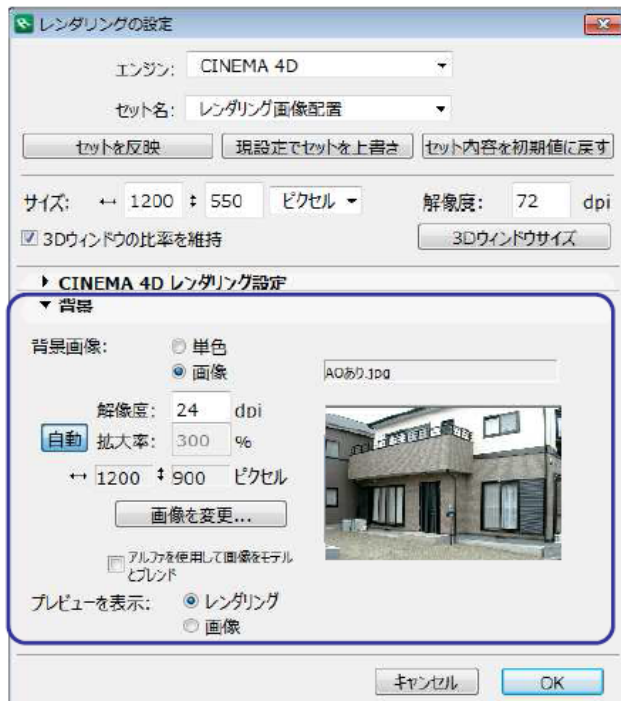 レンダリングの設定
エンジン: CINEMA 4D
セット名: レンダリング画像配置
セットを反映 現設定でセットを上書き セット内容を初期値に戻す
サイズ: ↔ 1200 ↕ 550 ピクセル 解像度: 72 dpi
3Dウィンドウの比率を維持 3Dウィンドウサイズ
CINEMA 4D レンダリング設定
背景
背景画像: 単色
画像 AOあり.jpg
解像度: 24 dpi
自動 拡大率: 300 %
↔ 1200 ↕ 900 ピクセル
画像を変更...
アルファを使用して画像をモデル
とブレンド
プレビューを表示: レンダリング
画像
キャンセル OK